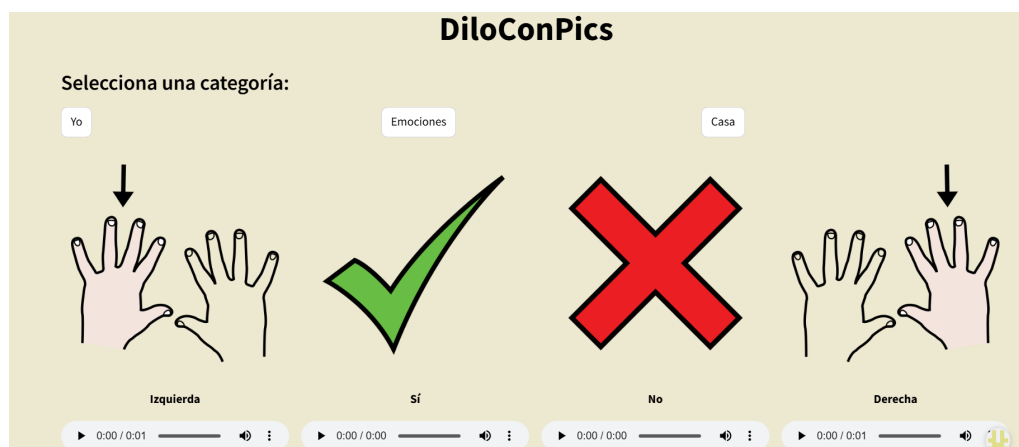 DiloConPics
Selecciona una categoría:
Yo
Emociones
Casa
Izquierda
Sí
No
Derecha
0:00 / 0:01
0:00 / 0:00
0:00 / 0:00
0:00 / 0:01